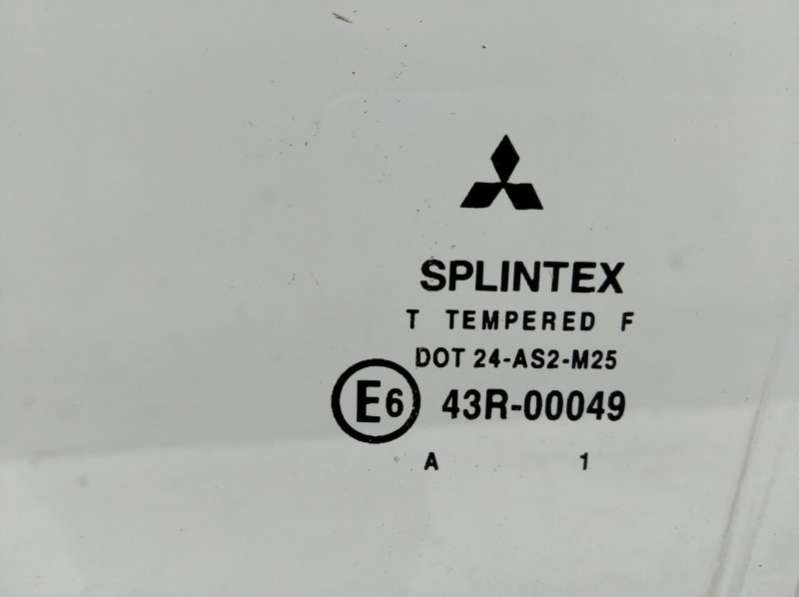 SPLINTEX
T TEMPERED F
DOT 24-AS2-M25
E6 43R-00049
A 1